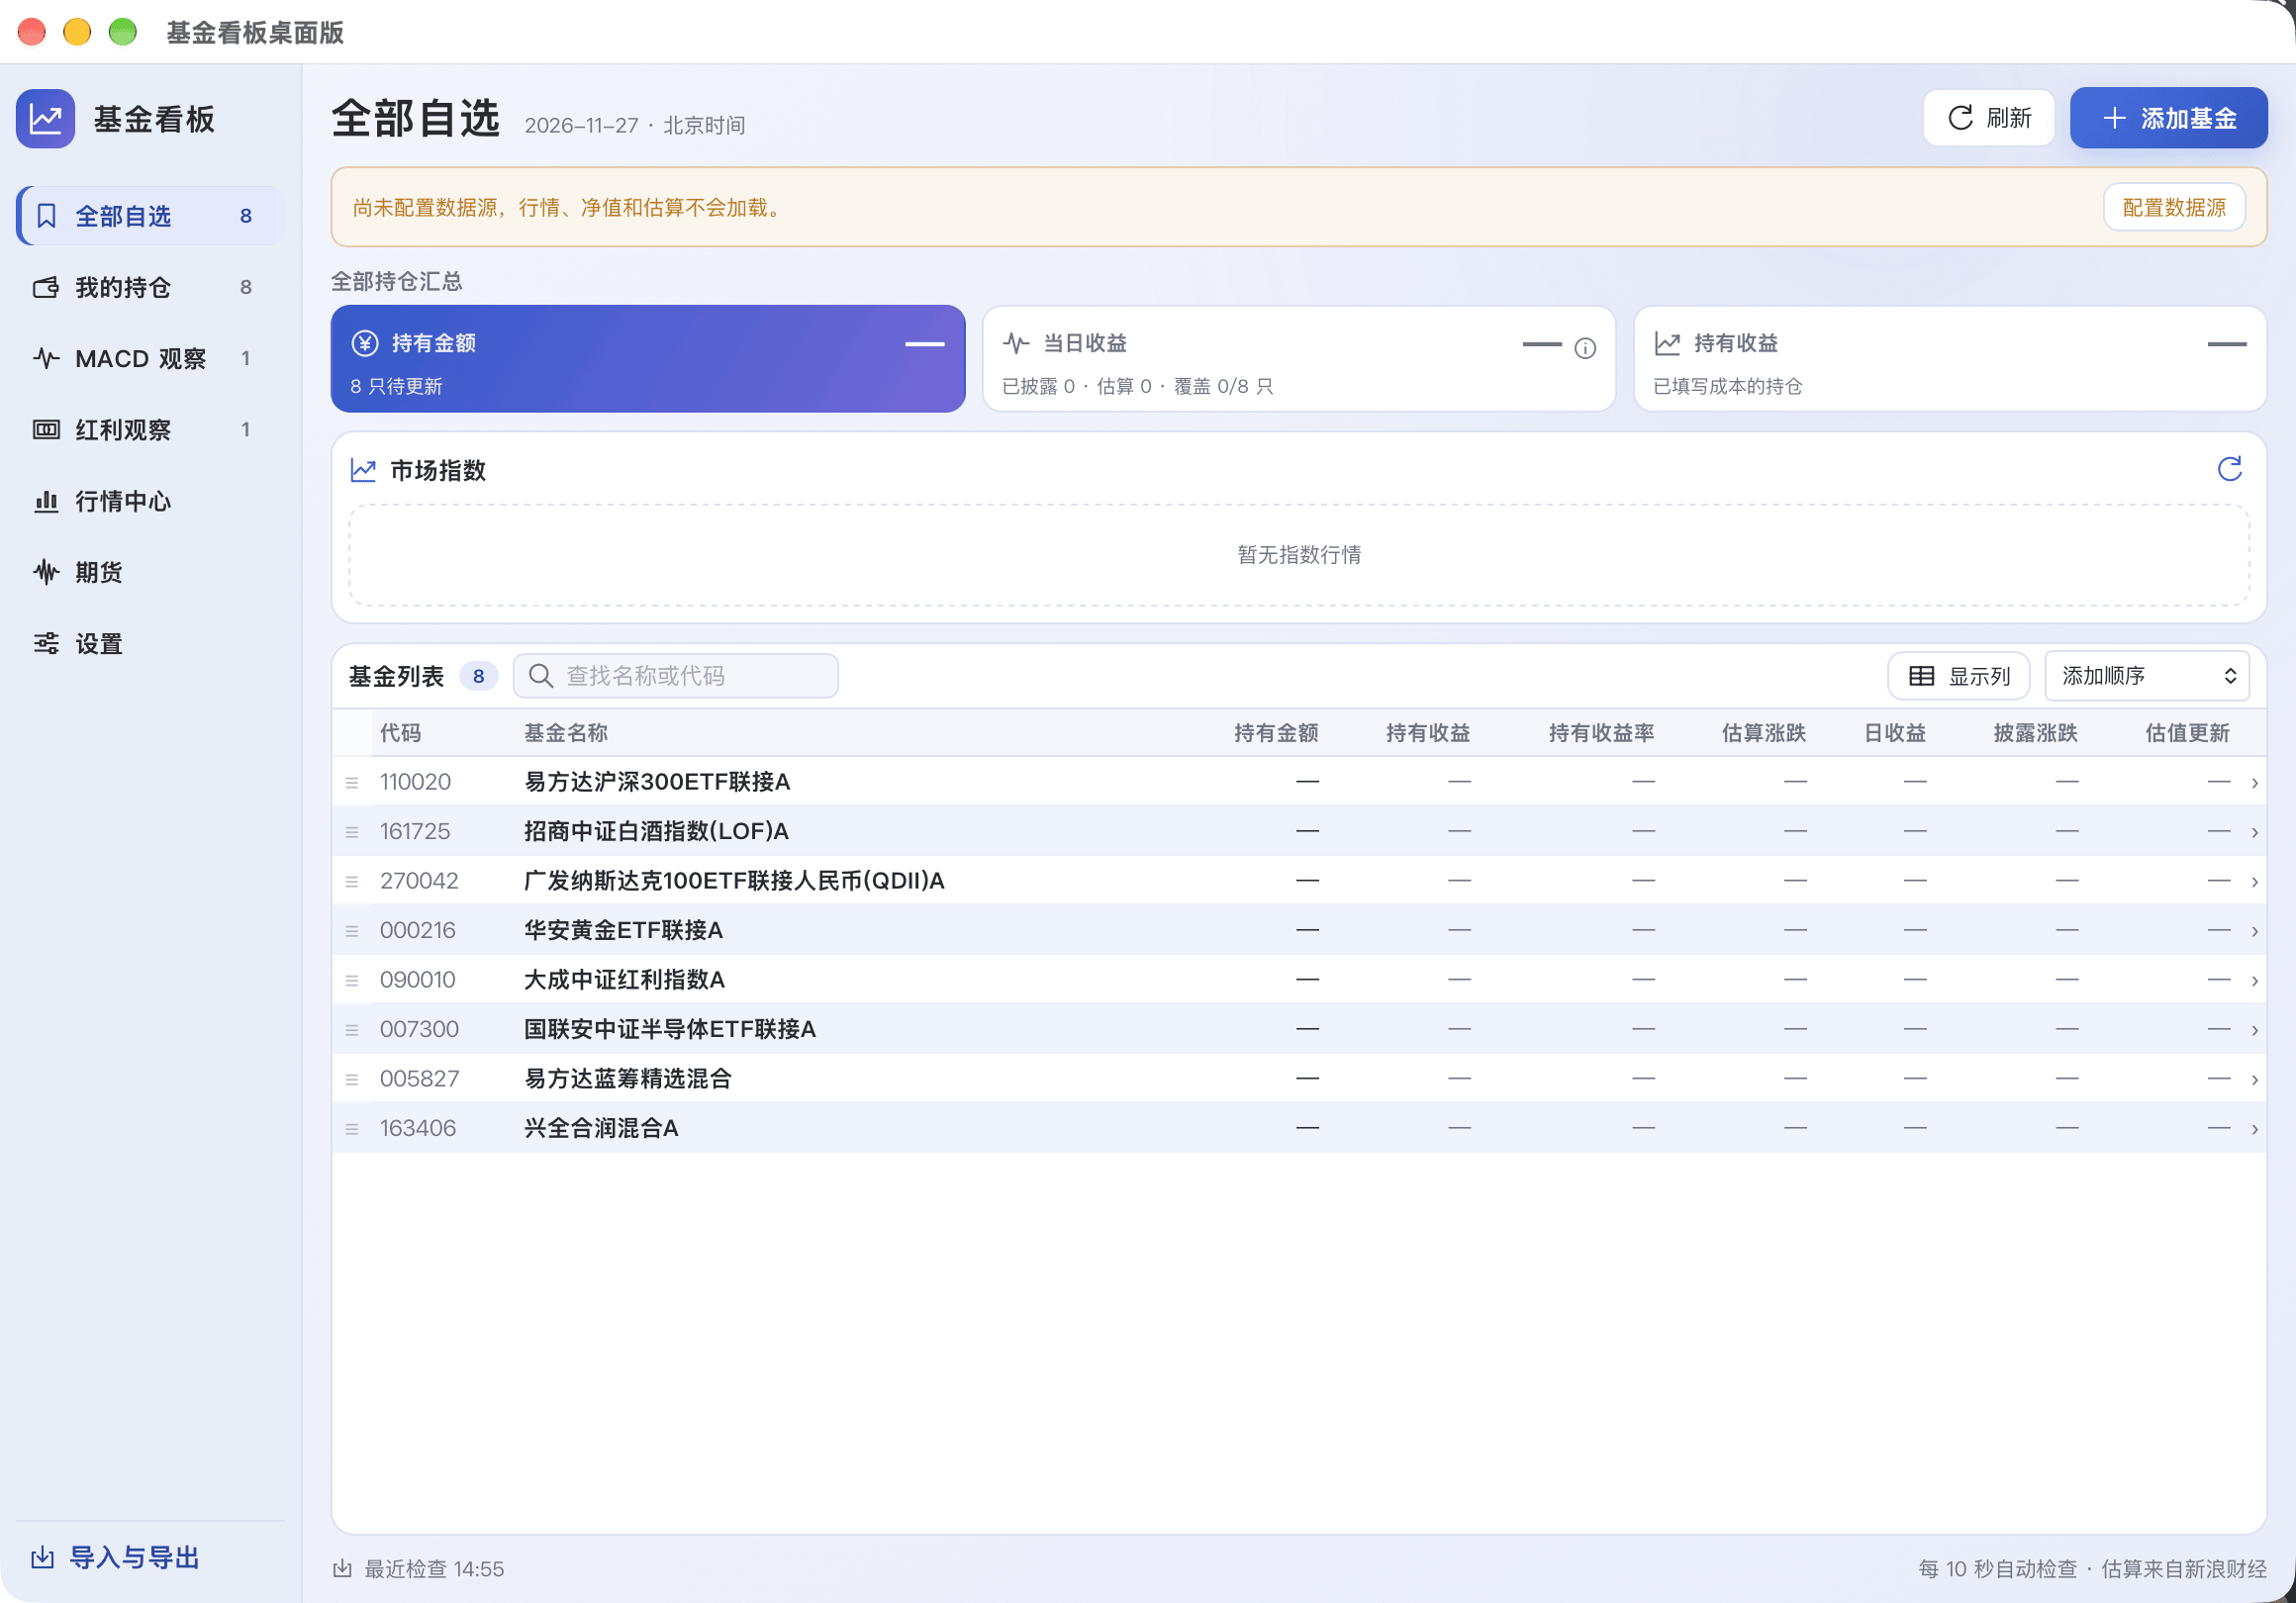 基金看板桌面版
基金看板
全部自选 8
我的持仓 8
MACD 观察 1
红利观察 1
行情中心
期货
设置
导入与导出
全部自选 2026-11-27 · 北京时间
刷新
添加基金
尚未配置数据源，行情、净值和估算不会加载。
配置数据源
全部持仓汇总
持有金额 —
8 只待更新
当日收益 —
已披露 0 · 估算 0 · 覆盖 0/8 只
持有收益 —
已填写成本的持仓
市场指数
暂无指数行情
基金列表 8 查找名称或代码 显示列 添加顺序
代码 基金名称 持有金额 持有收益 持有收益率 估算涨跌 日收益 披露涨跌 估值更新
110020 易方达沪深300ETF联接A — — — — — — —
161725 招商中证白酒指数(LOF)A — — — — — — —
270042 广发纳斯达克100ETF联接人民币(QDII)A — — — — — — —
000216 华安黄金ETF联接A — — — — — — —
090010 大成中证红利指数A — — — — — — —
007300 国联安中证半导体ETF联接A — — — — — — —
005827 易方达蓝筹精选混合 — — — — — — —
163406 兴全合润混合A — — — — — — —
最近检查 14:55
每 10 秒自动检查 · 估算来自新浪财经